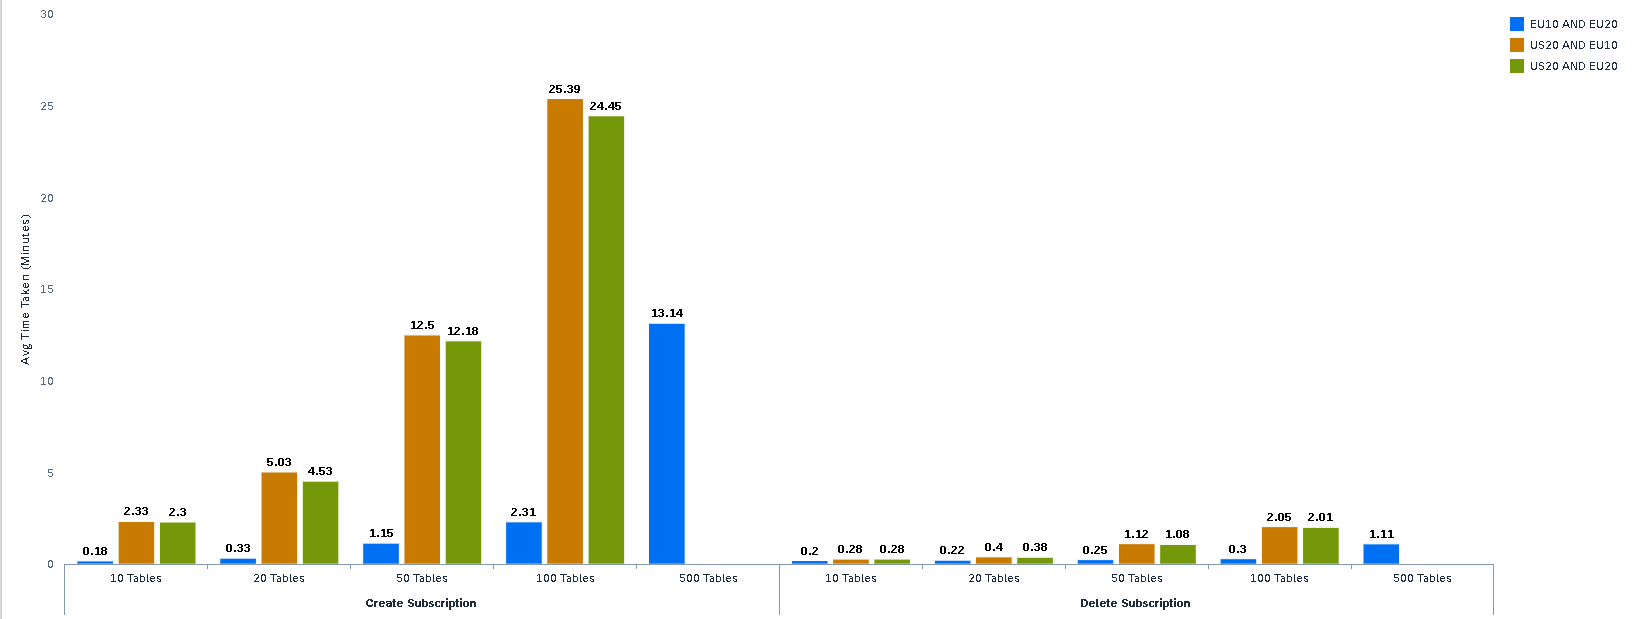 30
25
20
15
10
5
0
Avg Time Taken (Minutes)
EU10 AND EU20
US20 AND EU10
US20 AND EU20
0.18
2.33
2.3
0.33
5.03
4.53
1.15
12.5
12.18
2.31
25.39
24.45
13.14
0.2
0.28
0.28
0.22
0.4
0.38
0.25
1.12
1.08
0.3
2.05
2.01
1.11
10 Tables
20 Tables
50 Tables
100 Tables
500 Tables
10 Tables
20 Tables
50 Tables
100 Tables
500 Tables
Create Subscription
Delete Subscription